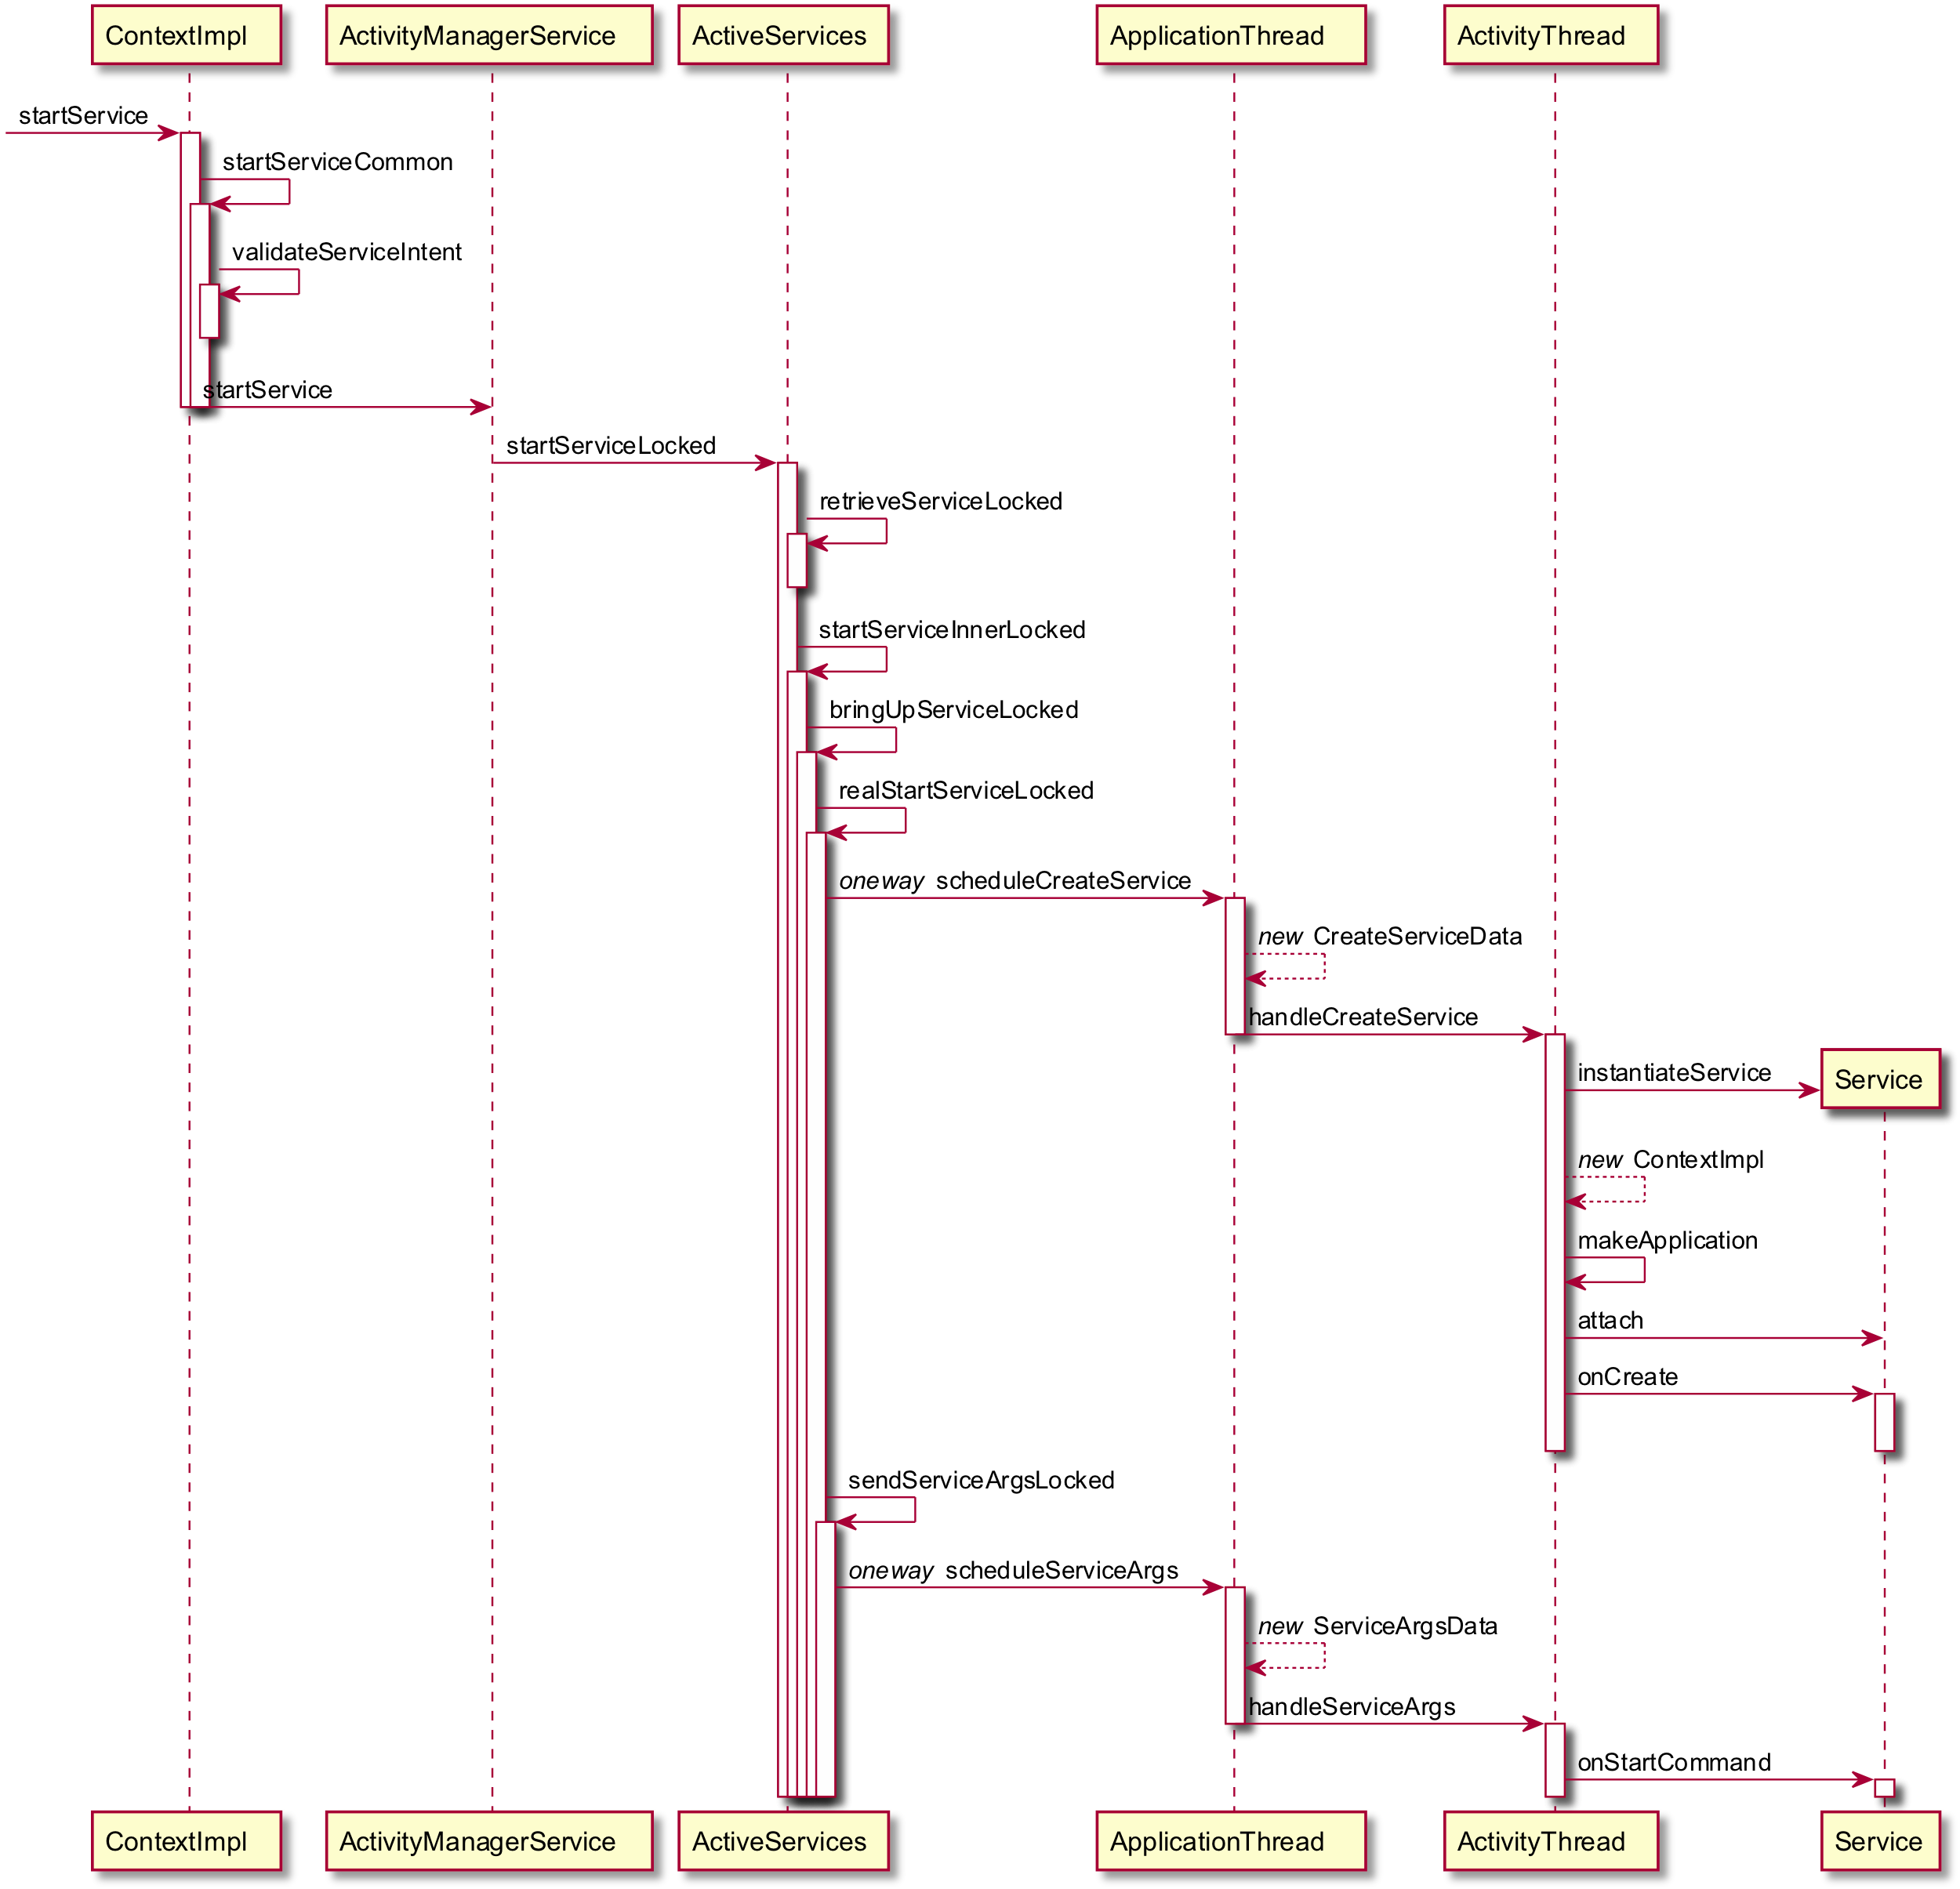 ContextImpl
ActivityManagerService
ActiveServices
ApplicationThread
ActivityThread
startService
startServiceCommon
validateServiceIntent
startService
startServiceLocked
retrieveServiceLocked
startServiceInnerLocked
bringUpServiceLocked
realStartServiceLocked
oneway scheduleCreateService
new CreateServiceData
handleCreateService
instantiateService
Service
new ContextImpl
makeApplication
attach
onCreate
sendServiceArgsLocked
oneway scheduleServiceArgs
new ServiceArgsData
handleServiceArgs
onStartCommand
ContextImpl
ActivityManagerService
ActiveServices
ApplicationThread
ActivityThread
Service